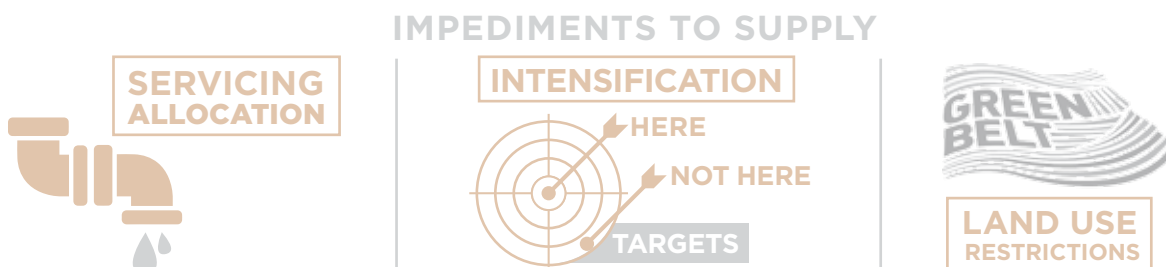 IMPEDIMENTS TO SUPPLY
SERVICING
ALLOCATION
INTENSIFICATION
HERE
NOT HERE
TARGETS
GREEN
BELT
LAND USE
RESTRICTIONS